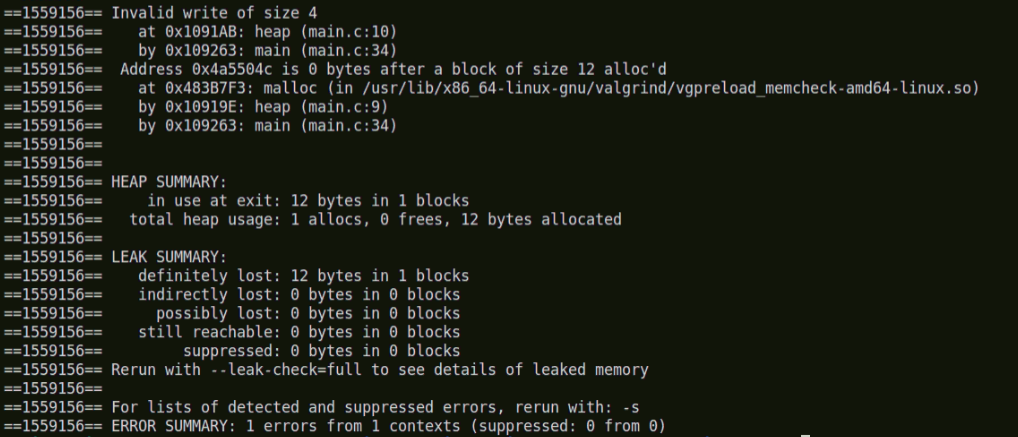 ==1559156== Invalid write of size 4
==1559156==    at 0x1091AB: heap (main.c:10)
==1559156==    by 0x109263: main (main.c:34)
==1559156==  Address 0x4a5504c is 0 bytes after a block of size 12 alloc'd
==1559156==    at 0x483B7F3: malloc (in /usr/lib/x86_64-linux-gnu/valgrind/vgpreload_memcheck-amd64-linux.so)
==1559156==    by 0x10919E: heap (main.c:9)
==1559156==    by 0x109263: main (main.c:34)
==1559156==
==1559156==
==1559156== HEAP SUMMARY:
==1559156==     in use at exit: 12 bytes in 1 blocks
==1559156==   total heap usage: 1 allocs, 0 frees, 12 bytes allocated
==1559156==
==1559156== LEAK SUMMARY:
==1559156==    definitely lost: 12 bytes in 1 blocks
==1559156==    indirectly lost: 0 bytes in 0 blocks
==1559156==      possibly lost: 0 bytes in 0 blocks
==1559156==    still reachable: 0 bytes in 0 blocks
==1559156==         suppressed: 0 bytes in 0 blocks
==1559156== Rerun with --leak-check=full to see details of leaked memory
==1559156==
==1559156== For lists of detected and suppressed errors, rerun with: -s
==1559156== ERROR SUMMARY: 1 errors from 1 contexts (suppressed: 0 from 0)